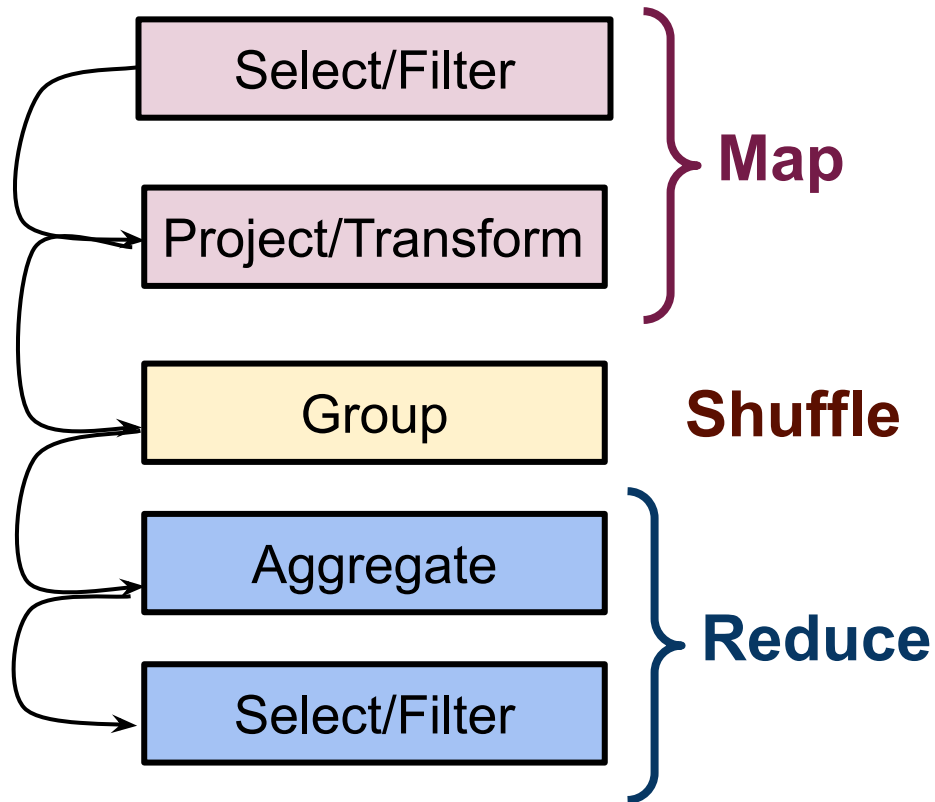 Select/Filter
Map
Project/Transform
Group
Shuffle
Aggregate
Reduce
Select/Filter